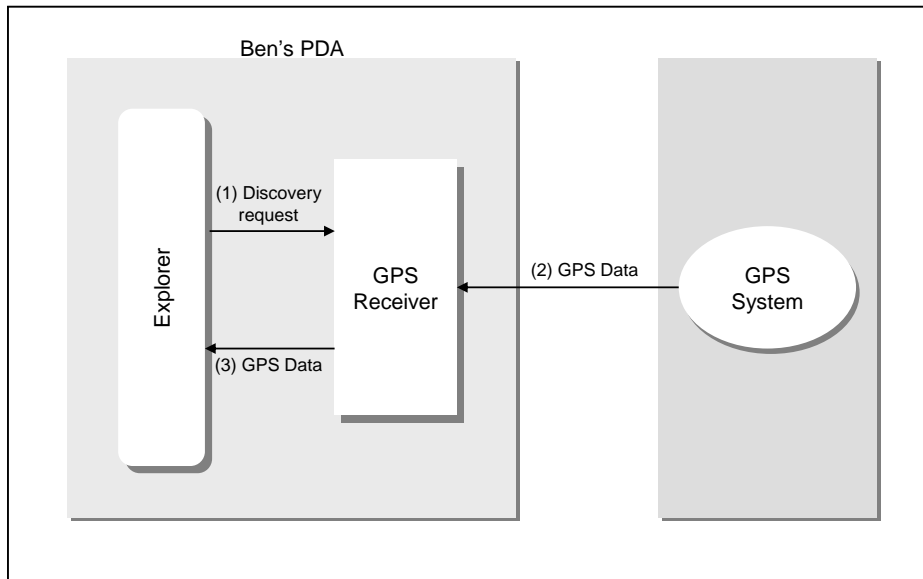 Ben’s PDA
Explorer
(1) Discovery
request
GPS
Receiver
(3) GPS Data
(2) GPS Data
GPS
System